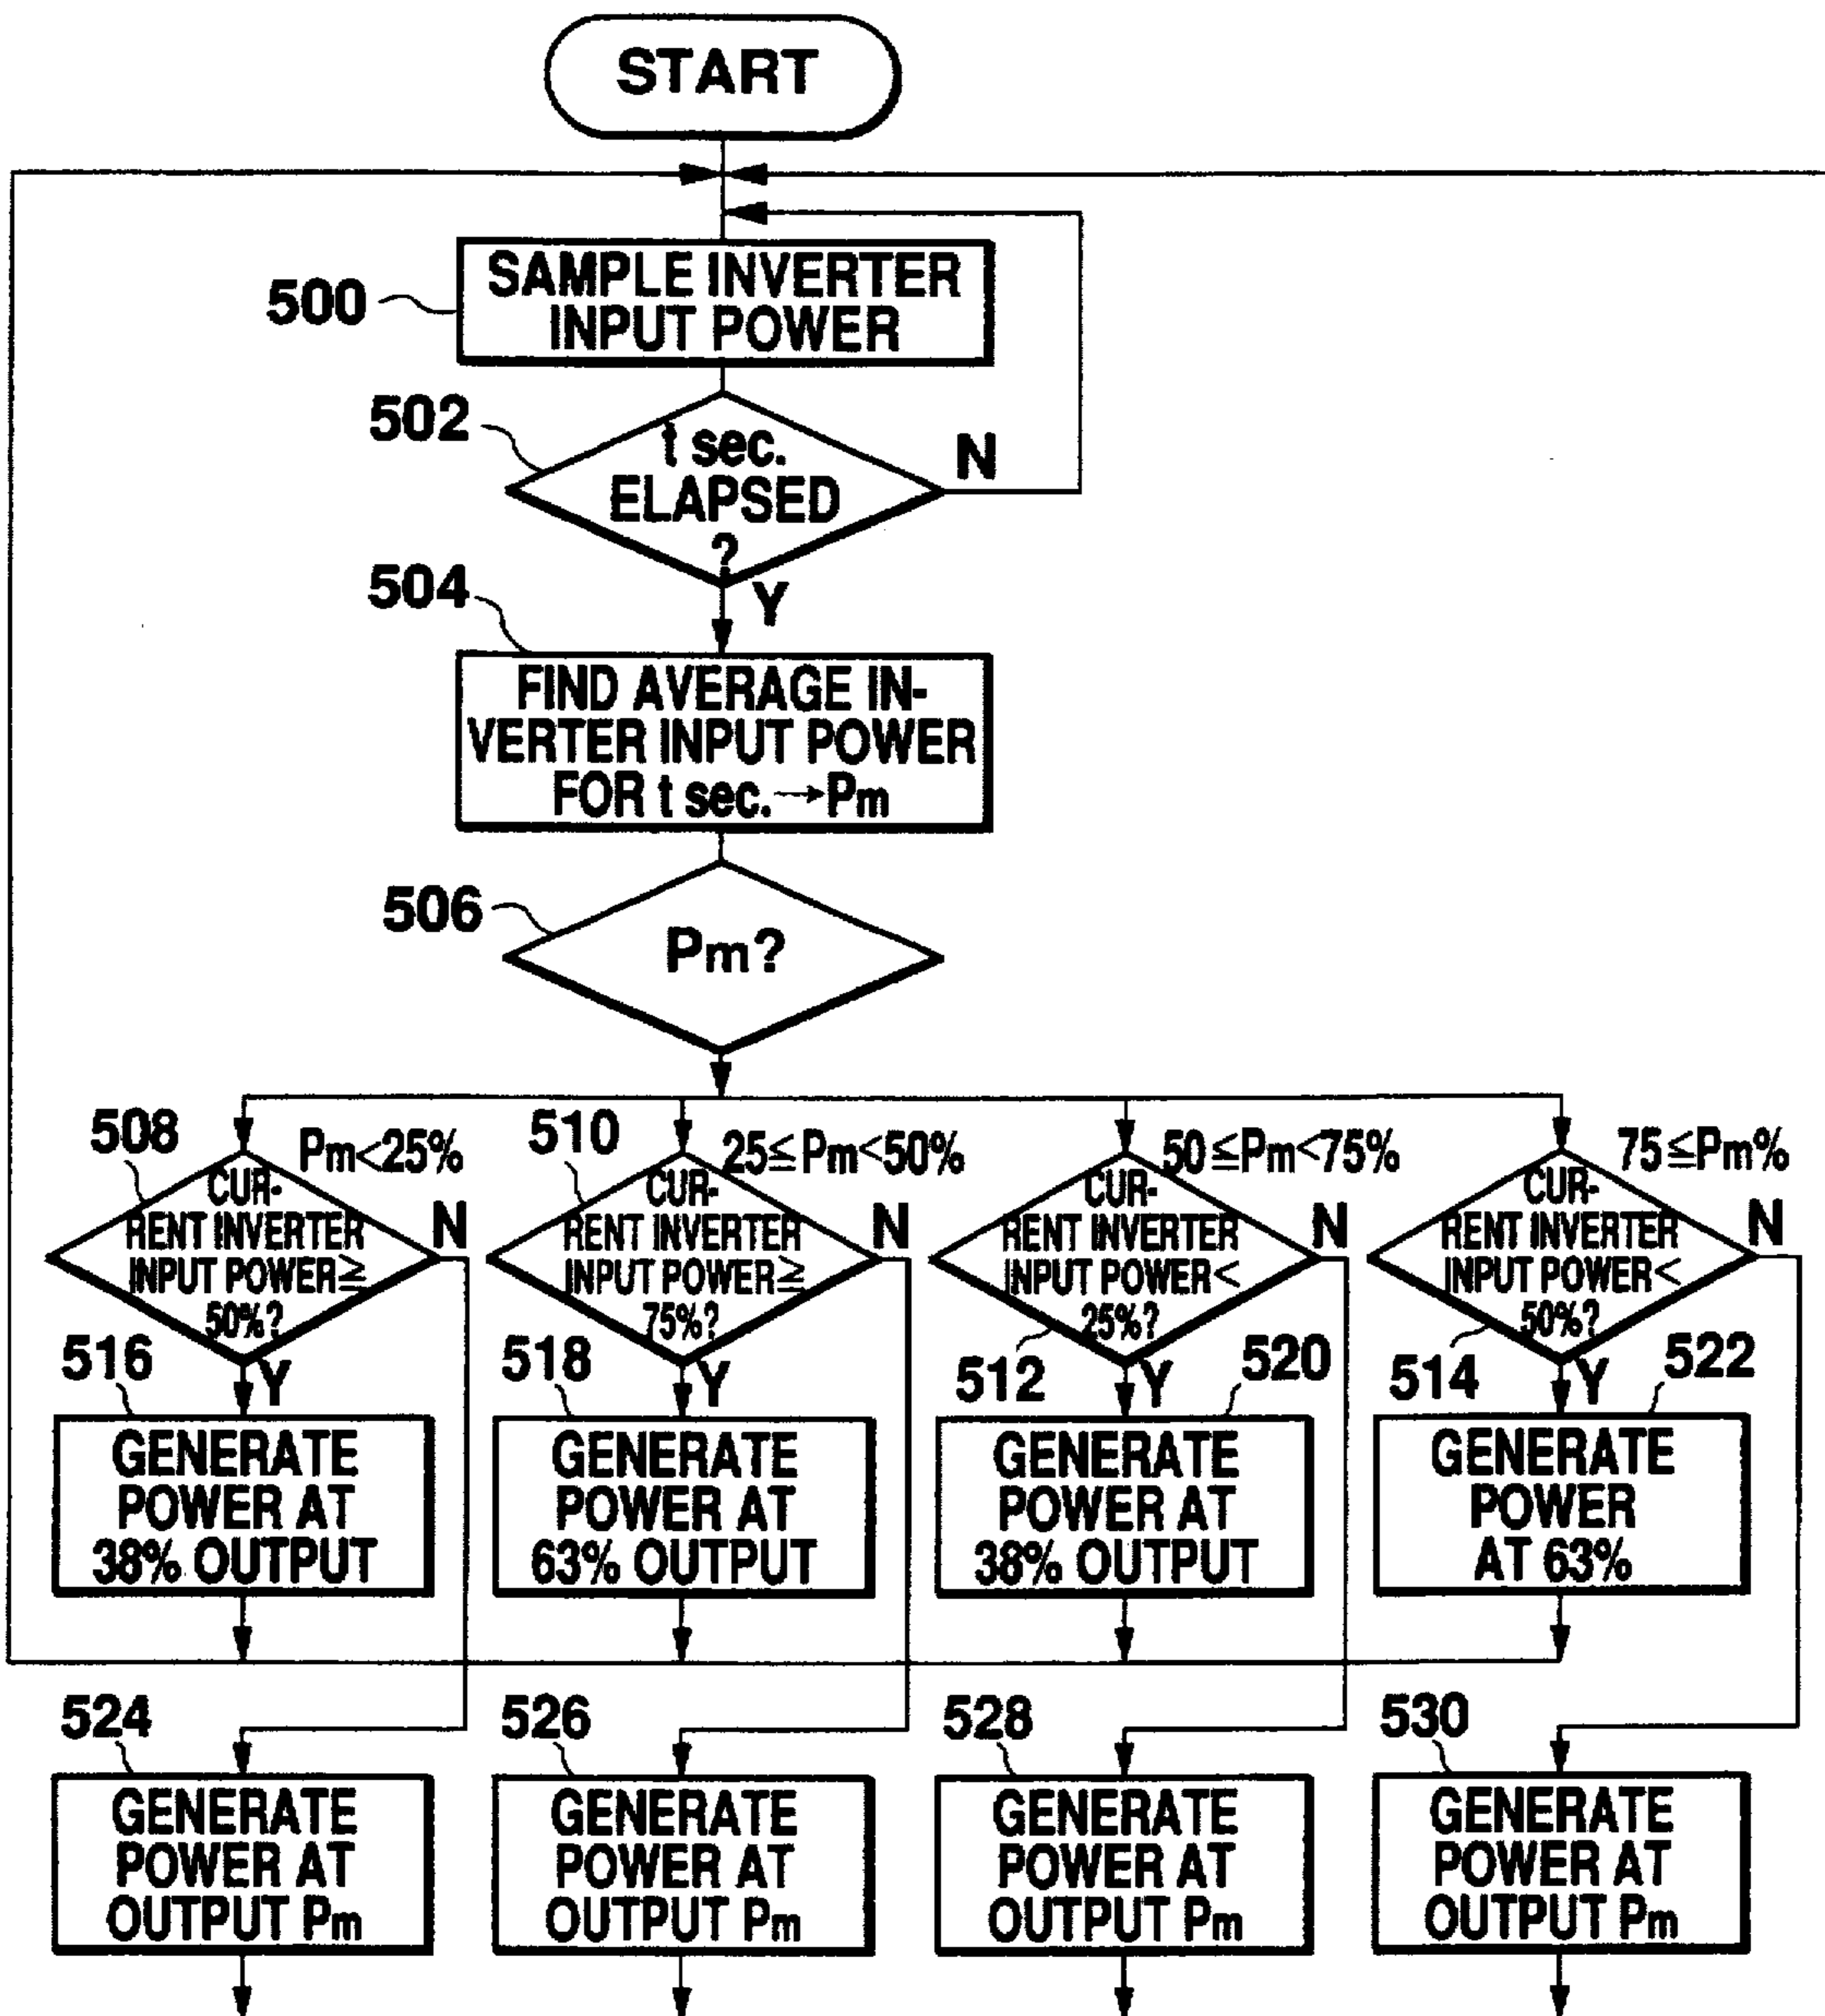 START
500
SAMPLE INVERTER
INPUT POWER
502
t sec.
ELAPSED
?
N
Y
504
FIND AVERAGE IN-
VERTER INPUT POWER
FOR t sec. →Pm
506
Pm?
508
Pm<25%
CUR-
RENT INVERTER
INPUT POWER≧
50%?
N
Y
510
25≦Pm<50%
CUR-
RENT INVERTER
INPUT POWER≧
75%?
N
Y
50≦Pm<75%
CUR-
RENT INVERTER
INPUT POWER<
25%?
N
512
Y
75≦Pm%
CUR-
RENT INVERTER
INPUT POWER<
50%?
N
514
Y
516
GENERATE
POWER AT
38% OUTPUT
518
GENERATE
POWER AT
63% OUTPUT
520
GENERATE
POWER AT
38% OUTPUT
522
GENERATE
POWER
AT 63%
524
GENERATE
POWER AT
OUTPUT Pm
526
GENERATE
POWER AT
OUTPUT Pm
528
GENERATE
POWER AT
OUTPUT Pm
530
GENERATE
POWER AT
OUTPUT Pm